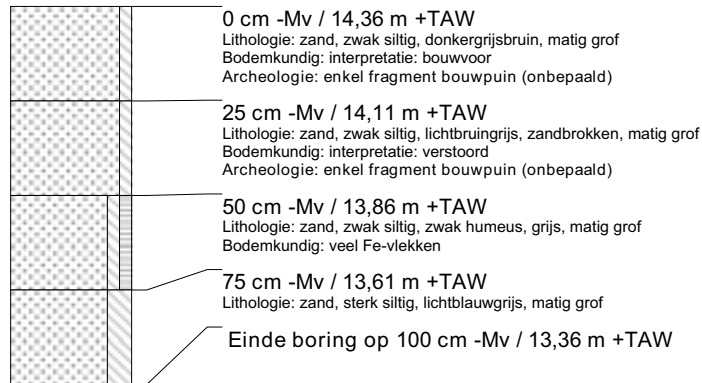 0 cm -Mv / 14,36 m +TAW
Lithologie: zand, zwak siltig, donkergrijsbruin, matig grof
Bodemkundig: interpretatie: bouwvoor
Archeologie: enkel fragment bouwpuin (onbepaald)
25 cm -Mv / 14,11 m +TAW
Lithologie: zand, zwak siltig, lichtbruingrijs, zandbrokken, matig grof
Bodemkundig: interpretatie: verstoord
Archeologie: enkel fragment bouwpuin (onbepaald)
50 cm -Mv / 13,86 m +TAW
Lithologie: zand, zwak siltig, zwak humeus, grijs, matig grof
Bodemkundig: veel Fe-vlekken
75 cm -Mv / 13,61 m +TAW
Lithologie: zand, sterk siltig, lichtblauwgrijs, matig grof
Einde boring op 100 cm -Mv / 13,36 m +TAW